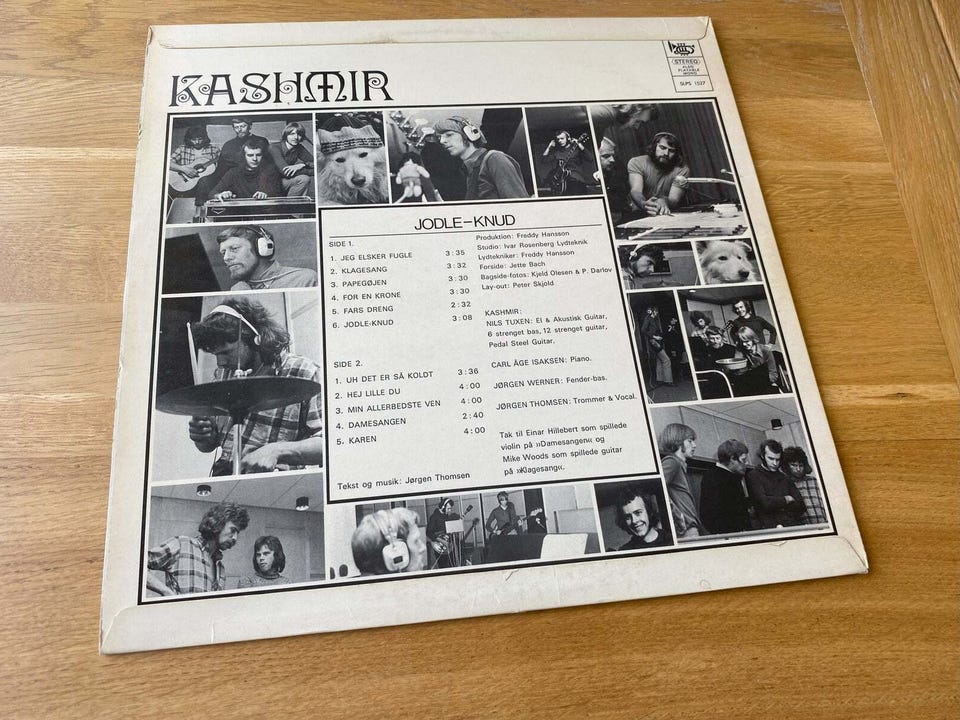 KASHMIR
STEREO
ALSO
PLAYABLE
MONO
SLPS 1527
JODLE-KNUD
SIDE 1.
1. JEG ELSKER FUGLE 3:35
2. KLAGESANG 3:32
3. PAPEGØJEN 3:30
4. FOR EN KRONE 3:30
5. FARS DRENG 2:32
6. JODLE-KNUD 3:08
SIDE 2.
1. UH DET ER SÅ KOLDT 3:36
2. HEJ LILLE DU 4:00
3. MIN ALLERBEDSTE VEN 4:00
4. DAMESANGEN 2:40
5. KAREN 4:00
Tekst og musik: Jørgen Thomsen
Produktion: Freddy Hansson
Studio: Ivar Rosenberg Lydteknik
Lydtekniker: Freddy Hansson
Forside: Jette Bach
Bagside-fotos: Kjeld Olesen & P. Darlov
Lay-out: Peter Skjold
KASHMIR:
NILS TUXEN: El & Akustisk Guitar,
6 strenget bas, 12 strenget guitar,
Pedal Steel Guitar.
CARL ÅGE ISAKSEN: Piano.
JØRGEN WERNER: Fender-bas.
JØRGEN THOMSEN: Trommer & Vocal.
Tak til Einar Hillebert som spillede
violin på »Damesangen« og
Mike Woods som spillede guitar
på »Klagesang«.